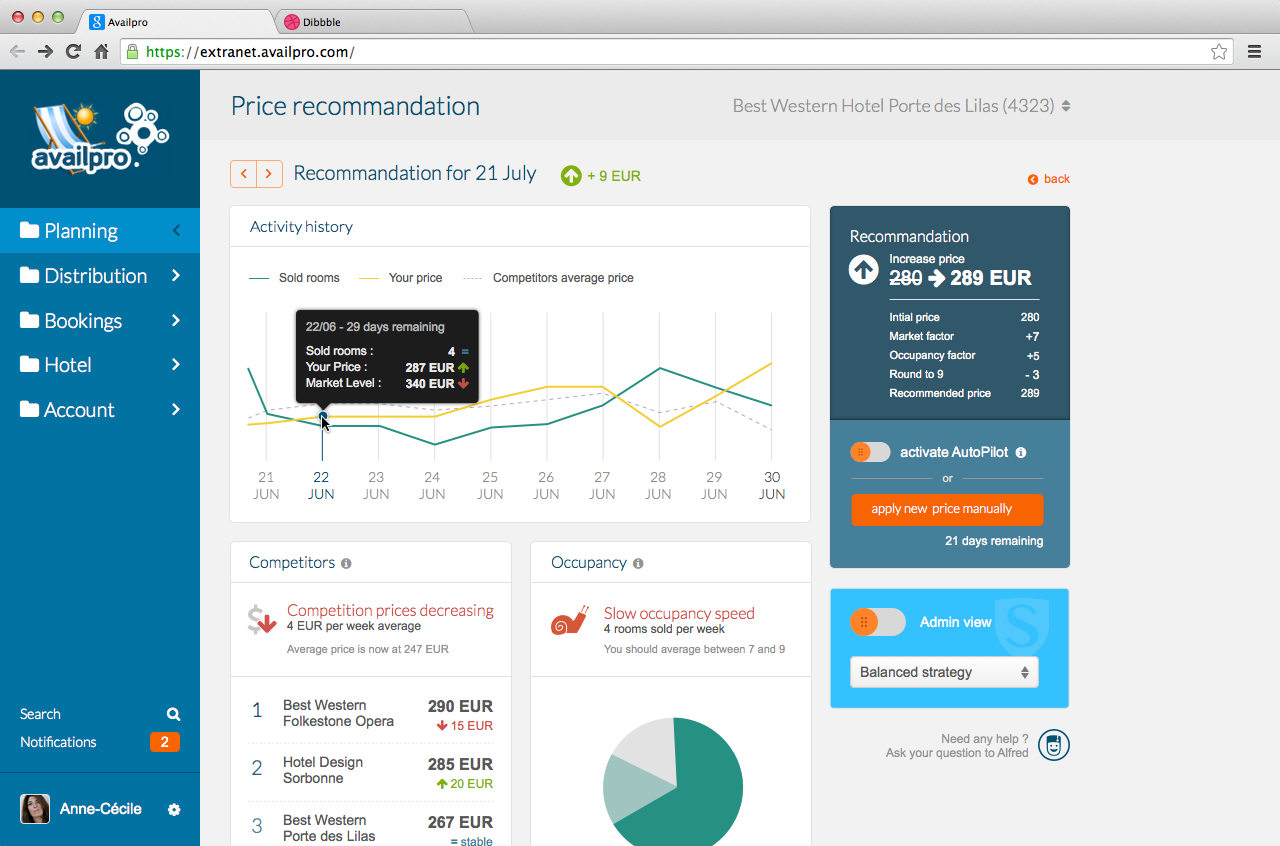 Availpro
Dibbble
https://extranet.availpro.com/
availpro.
Planning
Distribution
Bookings
Hotel
Account
Search
Notifications 2
Anne-Cécile
Price recommandation
Best Western Hotel Porte des Lilas (4323)
Recommandation for 21 July
+ 9 EUR
back
Activity history
Sold rooms
Your price
Competitors average price
22/06 - 29 days remaining
Sold rooms : 4 =
Your Price : 287 EUR
Market Level : 340 EUR
21 22 23 24 25 26 27 28 29 30
JUN JUN JUN JUN JUN JUN JUN JUN JUN JUN
Competitors
Competition prices decreasing
4 EUR per week average
Average price is now at 247 EUR
1 Best Western Folkestone Opera 290 EUR
15 EUR
2 Hotel Design Sorbonne 285 EUR
20 EUR
3 Best Western Porte des Lilas 267 EUR
= stable
Occupancy
Slow occupancy speed
4 rooms sold per week
You should average between 7 and 9
Recommandation
Increase price
280 → 289 EUR
Intial price 280
Market factor +7
Occupancy factor +5
Round to 9 - 3
Recommended price 289
activate AutoPilot
or
apply new price manually
21 days remaining
Admin view
Balanced strategy
Need any help ?
Ask your question to Alfred